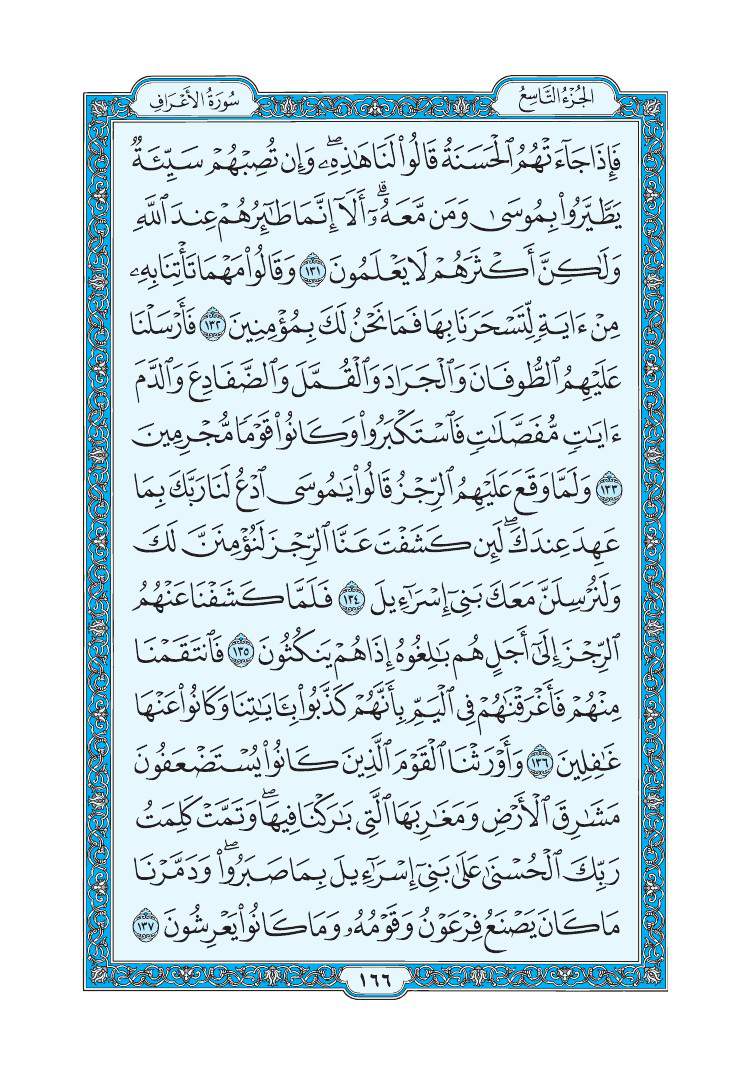 الجُزْءُ التَّاسِعُ
سُورَةُ الأَعْرَافِ
فَإِذَا جَآءَتْهُمُ ٱلْحَسَنَةُ قَالُوا۟ لَنَا هَٰذِهِۦ ۖ وَإِن تُصِبْهُمْ سَيِّئَةٌ
يَطَّيَّرُوا۟ بِمُوسَىٰ وَمَن مَّعَهُۥٓ ۗ أَلَآ إِنَّمَا طَٰٓئِرُهُمْ عِندَ ٱللَّهِ
وَلَٰكِنَّ أَكْثَرَهُمْ لَا يَعْلَمُونَ ١٣١ وَقَالُوا۟ مَهْمَا تَأْتِنَا بِهِۦ
مِنْ ءَايَةٍ لِّتَسْحَرَنَا بِهَا فَمَا نَحْنُ لَكَ بِمُؤْمِنِينَ ١٣٢ فَأَرْسَلْنَا
عَلَيْهِمُ ٱلطُّوفَانَ وَٱلْجَرَادَ وَٱلْقُمَّلَ وَٱلضَّفَادِعَ وَٱلدَّمَ
ءَايَٰتٍ مُّفَصَّلَٰتٍ فَٱسْتَكْبَرُوا۟ وَكَانُوا۟ قَوْمًا مُّجْرِمِينَ
١٣٣ وَلَمَّا وَقَعَ عَلَيْهِمُ ٱلرِّجْزُ قَالُوا۟ يَٰمُوسَى ٱدْعُ لَنَا رَبَّكَ بِمَا
عَهِدَ عِندَكَ ۖ لَئِن كَشَفْتَ عَنَّا ٱلرِّجْزَ لَنُؤْمِنَنَّ لَكَ
وَلَنُرْسِلَنَّ مَعَكَ بَنِىٓ إِسْرَٰٓءِيلَ ١٣٤ فَلَمَّا كَشَفْنَا عَنْهُمُ
ٱلرِّجْزَ إِلَىٰٓ أَجَلٍ هُم بَٰلِغُوهُ إِذَا هُمْ يَنكُثُونَ ١٣٥ فَٱنتَقَمْنَا
مِنْهُمْ فَأَغْرَقْنَٰهُمْ فِى ٱلْيَمِّ بِأَنَّهُمْ كَذَّبُوا۟ بِـَٔايَٰتِنَا وَكَانُوا۟ عَنْهَا
غَٰفِلِينَ ١٣٦ وَأَوْرَثْنَا ٱلْقَوْمَ ٱلَّذِينَ كَانُوا۟ يُسْتَضْعَفُونَ
مَشَٰرِقَ ٱلْأَرْضِ وَمَغَٰرِبَهَا ٱلَّتِى بَٰرَكْنَا فِيهَا ۖ وَتَمَّتْ كَلِمَتُ
رَبِّكَ ٱلْحُسْنَىٰ عَلَىٰ بَنِىٓ إِسْرَٰٓءِيلَ بِمَا صَبَرُوا۟ ۖ وَدَمَّرْنَا
مَا كَانَ يَصْنَعُ فِرْعَوْنُ وَقَوْمُهُۥ وَمَا كَانُوا۟ يَعْرِشُونَ ١٣٧
١٦٦